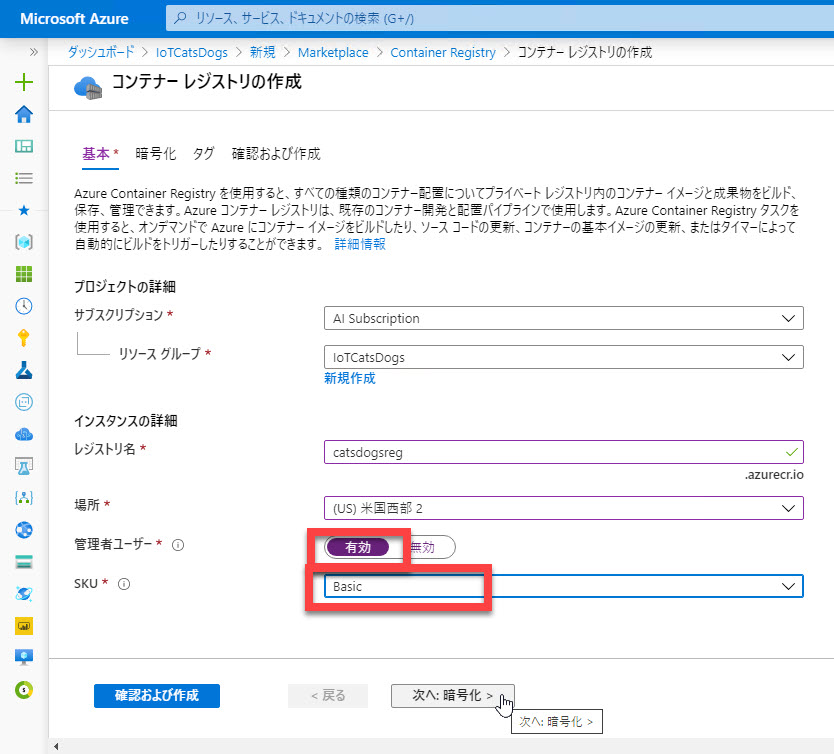 Microsoft Azure
リソース、サービス、ドキュメントの検索 (G+/)
ダッシュボード > IoTCatsDogs > 新規 > Marketplace > Container Registry > コンテナー レジストリの作成
コンテナー レジストリの作成
基本 * 暗号化 タグ 確認および作成
Azure Container Registry を使用すると、すべての種類のコンテナー配置についてプライベート レジストリ内のコンテナー イメージと成果物をビルド、
保存、管理できます。Azure コンテナー レジストリは、既存のコンテナー開発と配置パイプラインで使用します。Azure Container Registry タスクを
使用すると、オンデマンドで Azure にコンテナー イメージをビルドしたり、ソース コードの更新、コンテナーの基本イメージの更新、またはタイマーによって
自動的にビルドをトリガーしたりすることができます。 詳細情報
プロジェクトの詳細
サブスクリプション *
AI Subscription
リソース グループ *
IoTCatsDogs
新規作成
インスタンスの詳細
レジストリ名 *
catsdogsreg
.azurecr.io
場所 *
(US) 米国西部 2
管理者ユーザー *
有効 無効
SKU *
Basic
確認および作成
< 戻る
次へ: 暗号化 >
次へ: 暗号化 >